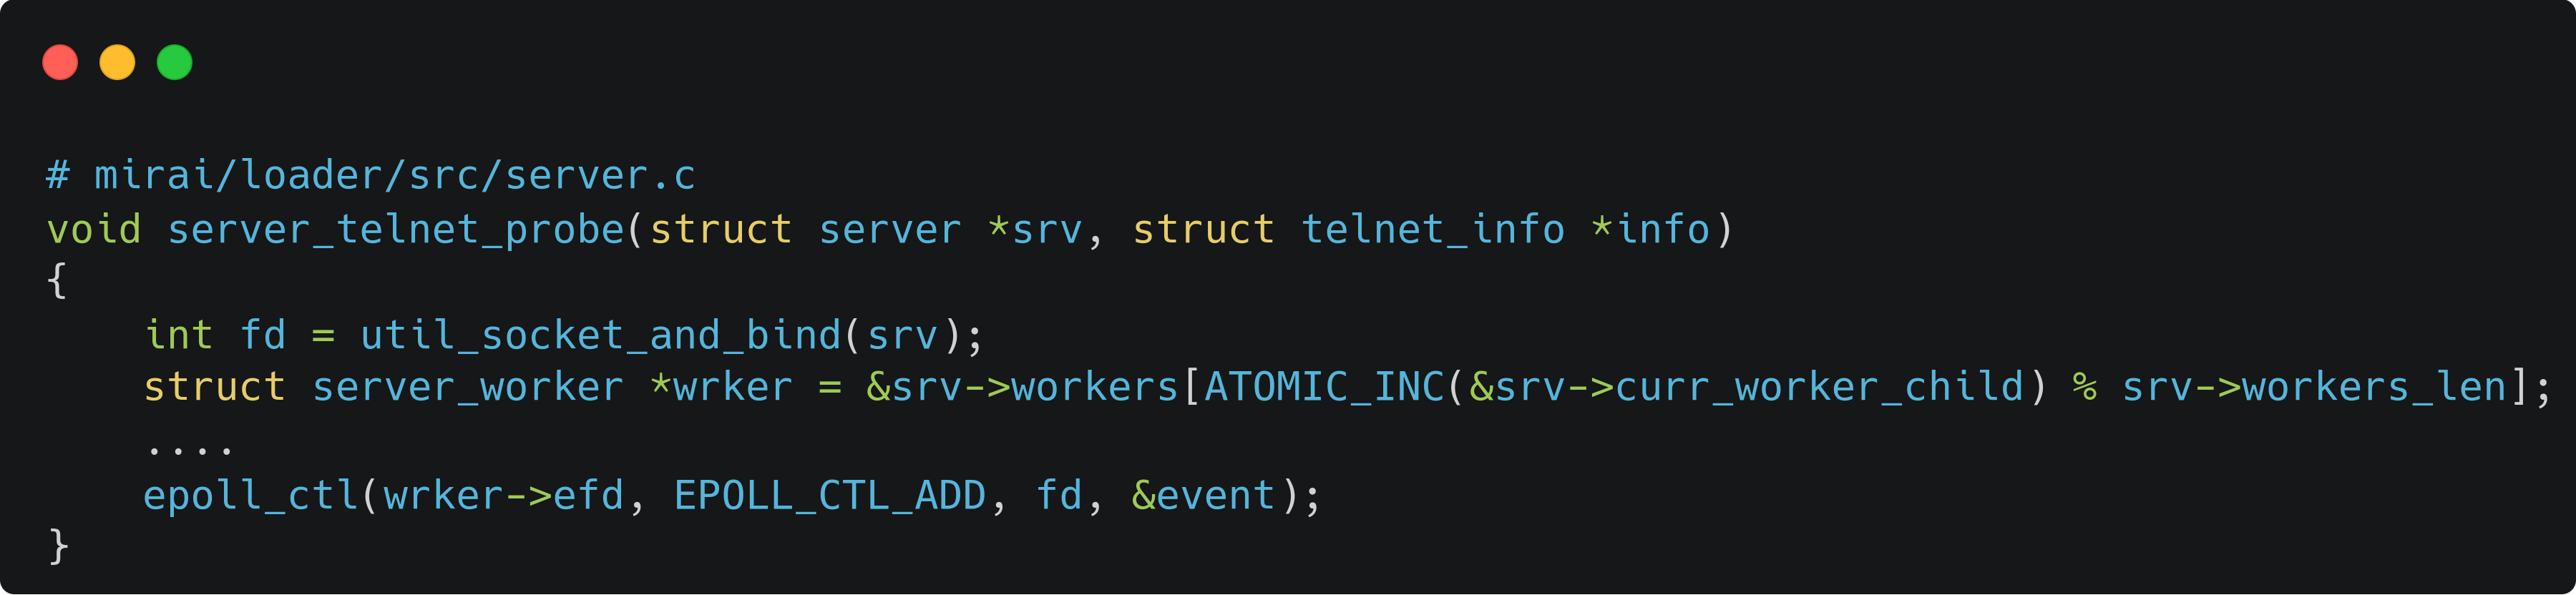 # mirai/loader/src/server.c
void server_telnet_probe(struct server *srv, struct telnet_info *info)
{
    int fd = util_socket_and_bind(srv);
    struct server_worker *wrker = &srv->workers[ATOMIC_INC(&srv->curr_worker_child) % srv->workers_len];
    ....
    epoll_ctl(wrker->efd, EPOLL_CTL_ADD, fd, &event);
}